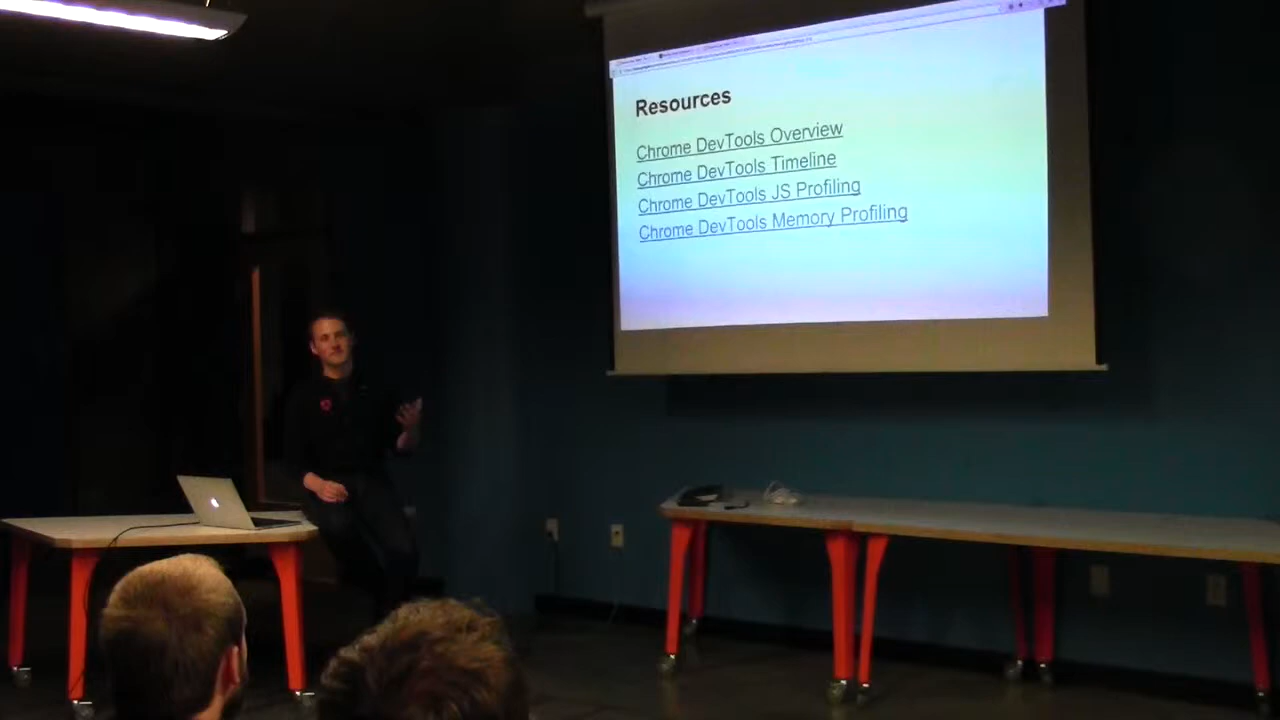 Resources
Chrome DevTools Overview
Chrome DevTools Timeline
Chrome DevTools JS Profiling
Chrome DevTools Memory Profiling